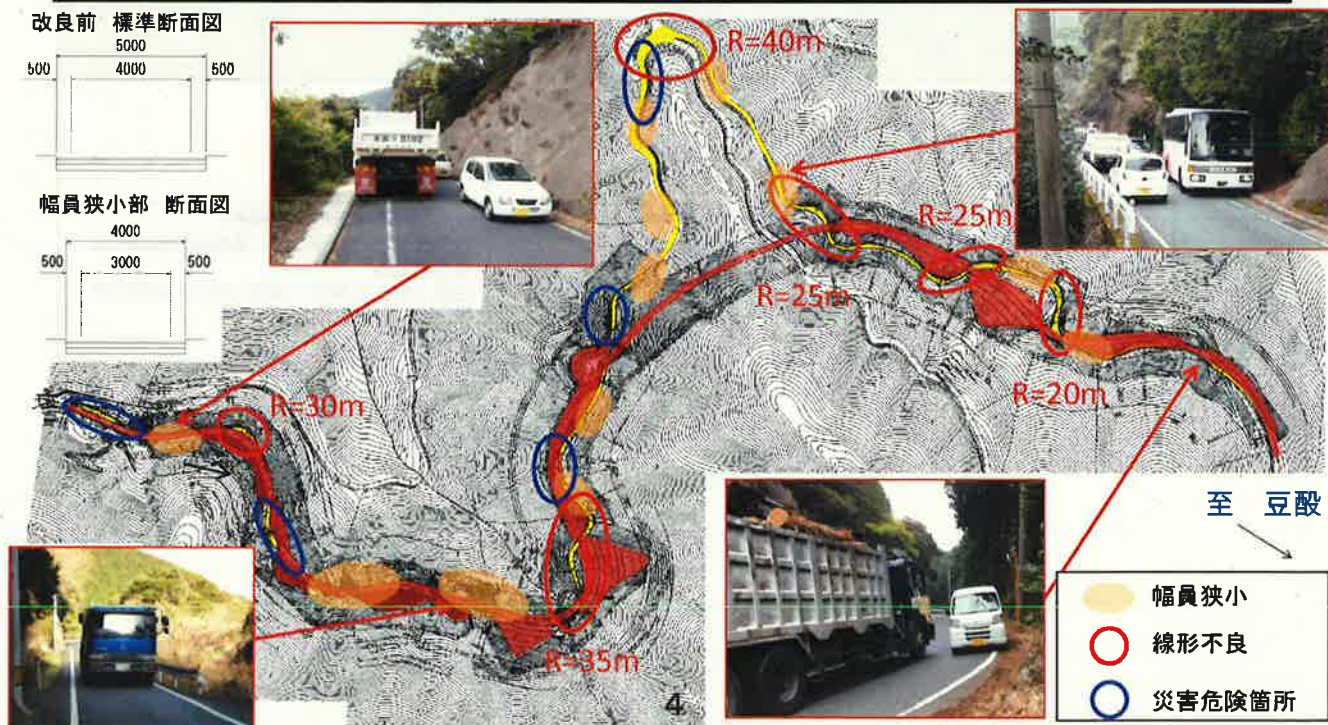 改良前 標準断面図
5000
500 4000 500
幅員狭小部 断面図
4000
500 3000 500
R=40m
R=25m
R=25m
R=20m
R=30m
R=35m
至 豆酘
幅員狭小
線形不良
災害危険箇所
4